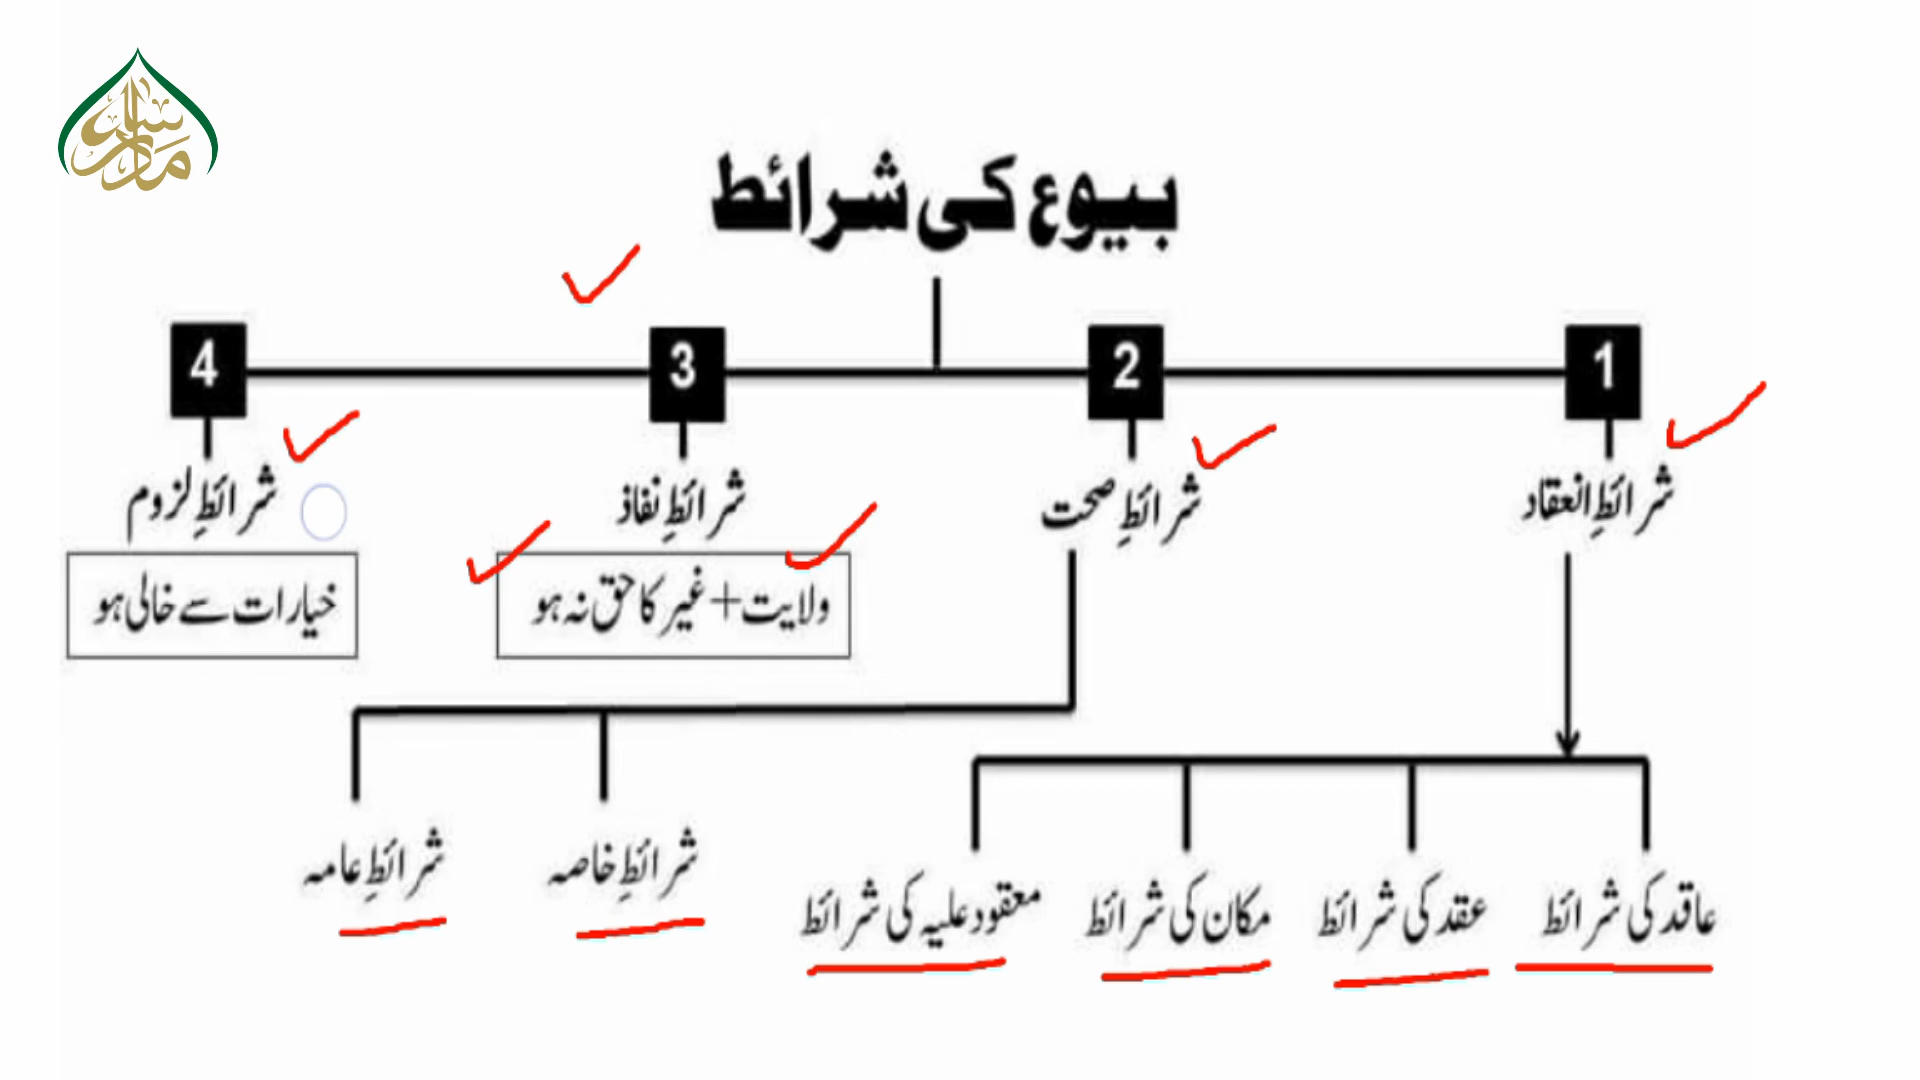 بیوع کی شرائط
1
2
3
4
شرائطِ انعقاد
شرائطِ صحت
شرائطِ نفاذ
شرائطِ لزوم
ولایت + غیر کا حق نہ ہو
خیارات سے خالی ہو
عاقد کی شرائط
عقد کی شرائط
مکان کی شرائط
معقود علیہ کی شرائط
شرائطِ خاصہ
شرائطِ عامہ